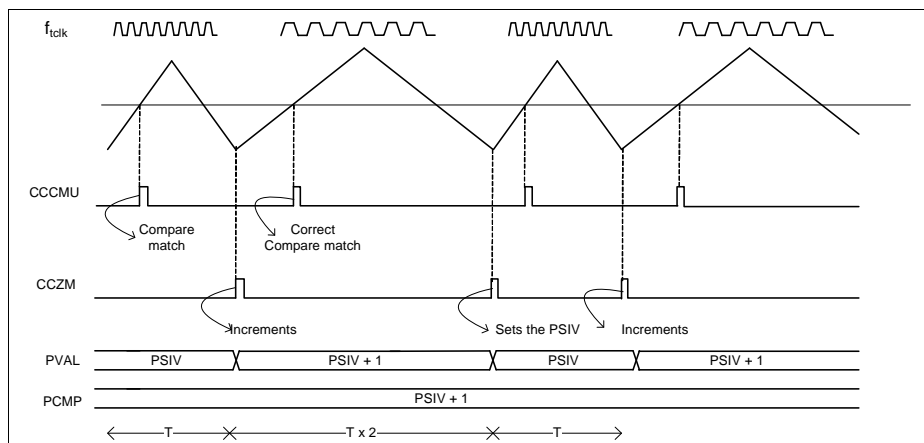 ftclk
CCCMU
Compare
match
Correct
Compare match
CCZM
Increments
Sets the PSIV
Increments
PVAL
PSIV
PSIV + 1
PSIV
PSIV + 1
PCMP
PSIV + 1
T
T x 2
T